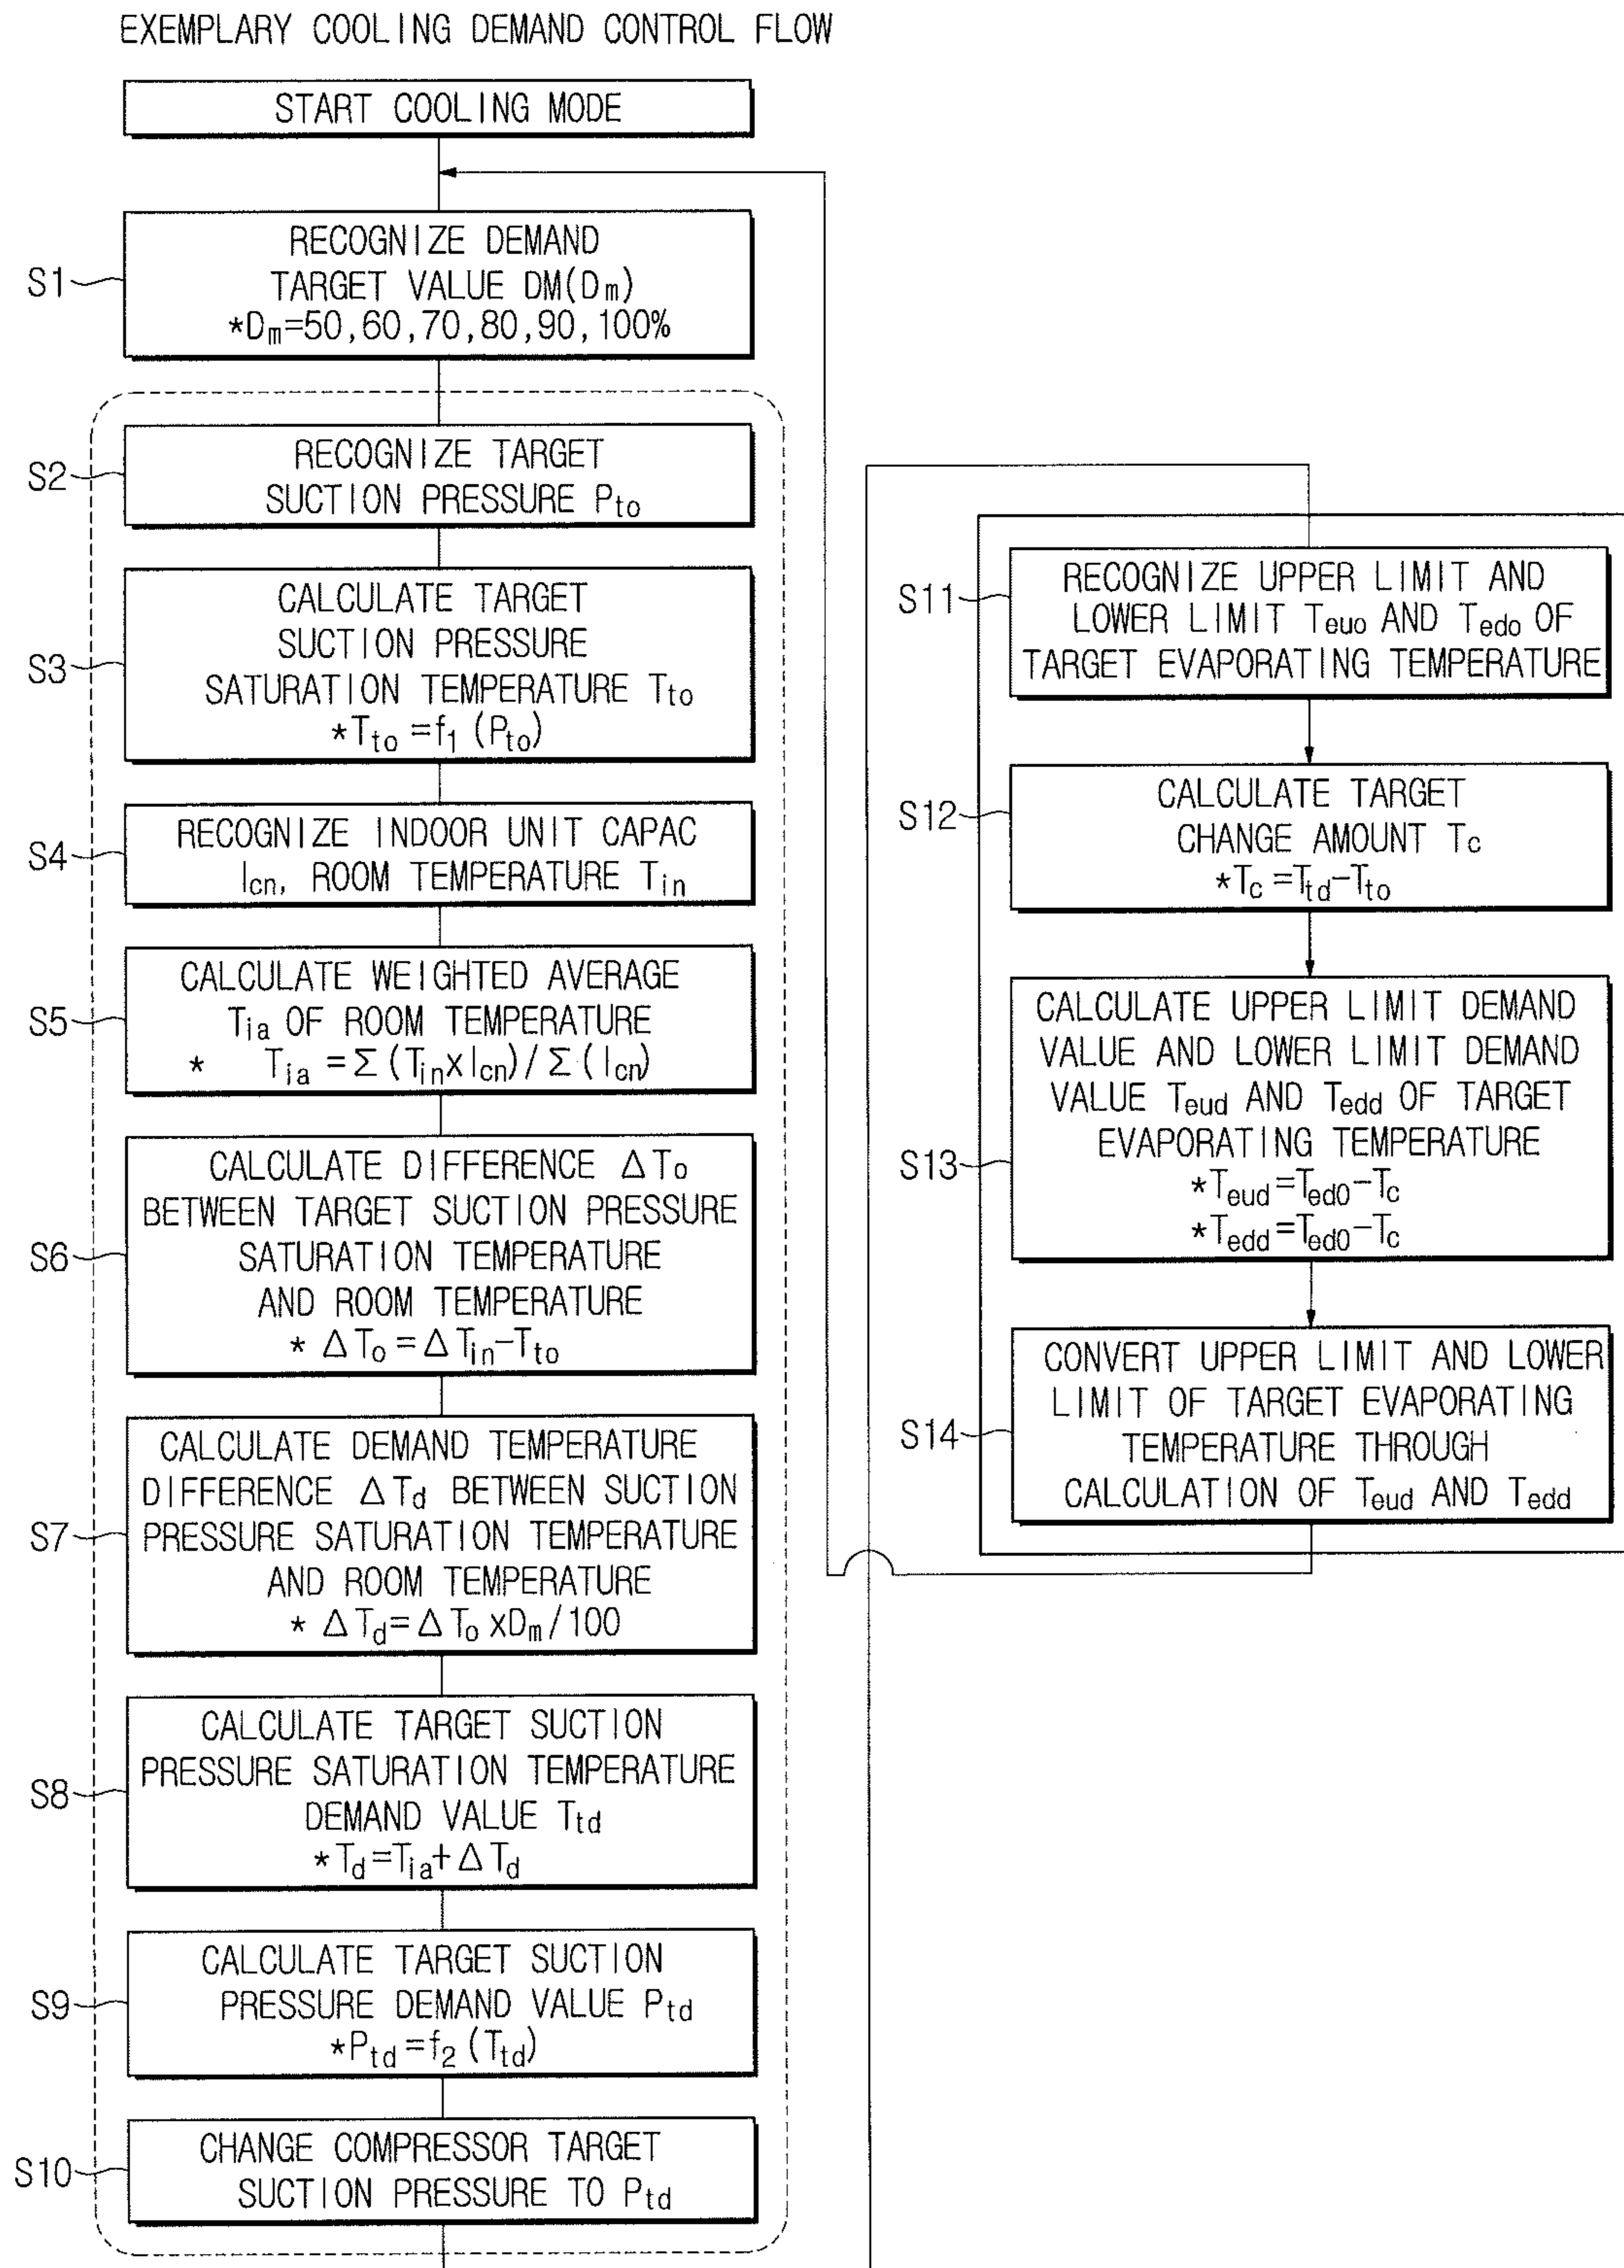 EXEMPLARY COOLING DEMAND CONTROL FLOW
START COOLING MODE
S1
RECOGNIZE DEMAND
TARGET VALUE DM(Dm)
*Dm=50,60,70,80,90,100%
S2
RECOGNIZE TARGET
SUCTION PRESSURE Pto
S3
CALCULATE TARGET
SUCTION PRESSURE
SATURATION TEMPERATURE Tto
*Tto=f1 (Pto)
S4
RECOGNIZE INDOOR UNIT CAPAC
Icn, ROOM TEMPERATURE Tin
S5
CALCULATE WEIGHTED AVERAGE
Tia OF ROOM TEMPERATURE
* Tia=Σ(Tin×Icn)/Σ(Icn)
S6
CALCULATE DIFFERENCE ΔTo
BETWEEN TARGET SUCTION PRESSURE
SATURATION TEMPERATURE
AND ROOM TEMPERATURE
* ΔTo=ΔTin-Tto
S7
CALCULATE DEMAND TEMPERATURE
DIFFERENCE ΔTd BETWEEN SUCTION
PRESSURE SATURATION TEMPERATURE
AND ROOM TEMPERATURE
* ΔTd=ΔTo×Dm/100
S8
CALCULATE TARGET SUCTION
PRESSURE SATURATION TEMPERATURE
DEMAND VALUE Ttd
*Td=Tia+ΔTd
S9
CALCULATE TARGET SUCTION
PRESSURE DEMAND VALUE Ptd
*Ptd=f2 (Ttd)
S10
CHANGE COMPRESSOR TARGET
SUCTION PRESSURE TO Ptd
S11
RECOGNIZE UPPER LIMIT AND
LOWER LIMIT Teuo AND Tedo OF
TARGET EVAPORATING TEMPERATURE
S12
CALCULATE TARGET
CHANGE AMOUNT Tc
*Tc=Ttd-Tto
S13
CALCULATE UPPER LIMIT DEMAND
VALUE AND LOWER LIMIT DEMAND
VALUE Teud AND Tedd OF TARGET
EVAPORATING TEMPERATURE
*Teud=Ted0-Tc
*Tedd=Ted0-Tc
S14
CONVERT UPPER LIMIT AND LOWER
LIMIT OF TARGET EVAPORATING
TEMPERATURE THROUGH
CALCULATION OF Teud AND Tedd